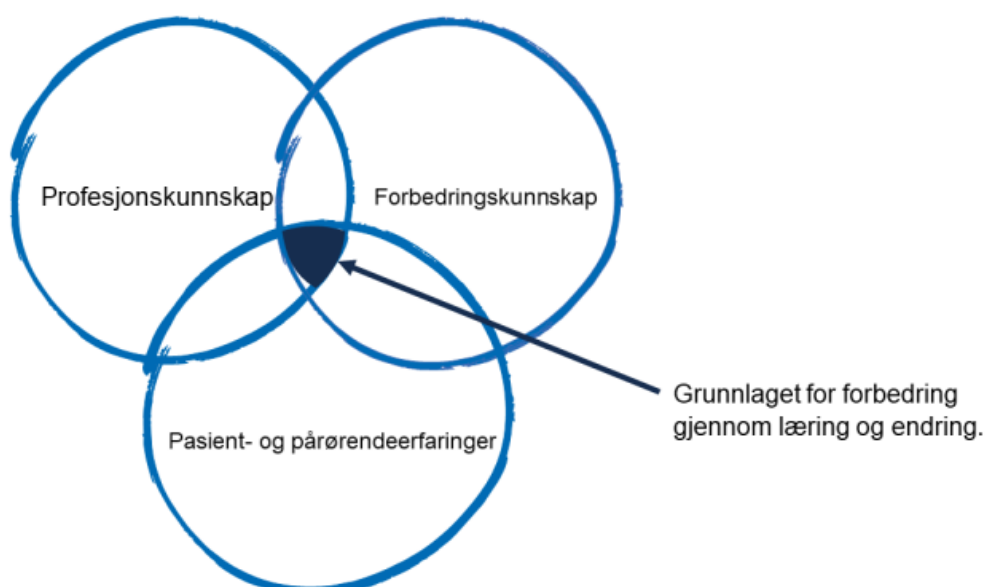 Profesjonskunnskap
Forbedringskunnskap
Pasient- og pårørendeerfaringer
Grunnlaget for forbedring
gjennom læring og endring.